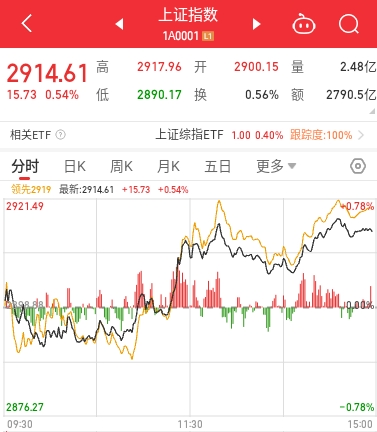 上证指数
1A0001 L1
2914.61 高 2917.96 开 2900.15 量 2.48亿
15.73 0.54% 低 2890.17 换 0.56% 额 2790.5亿
相关ETF ? 上证综指ETF 1.00 0.40% 跟踪度:100%
分时 日K 周K 月K 五日 更多
领先2919 最新:2914.61 +15.73 +0.54%
2921.49 +0.78%
2898.88 0.00%
2876.27 -0.78%
09:30 11:30 15:00